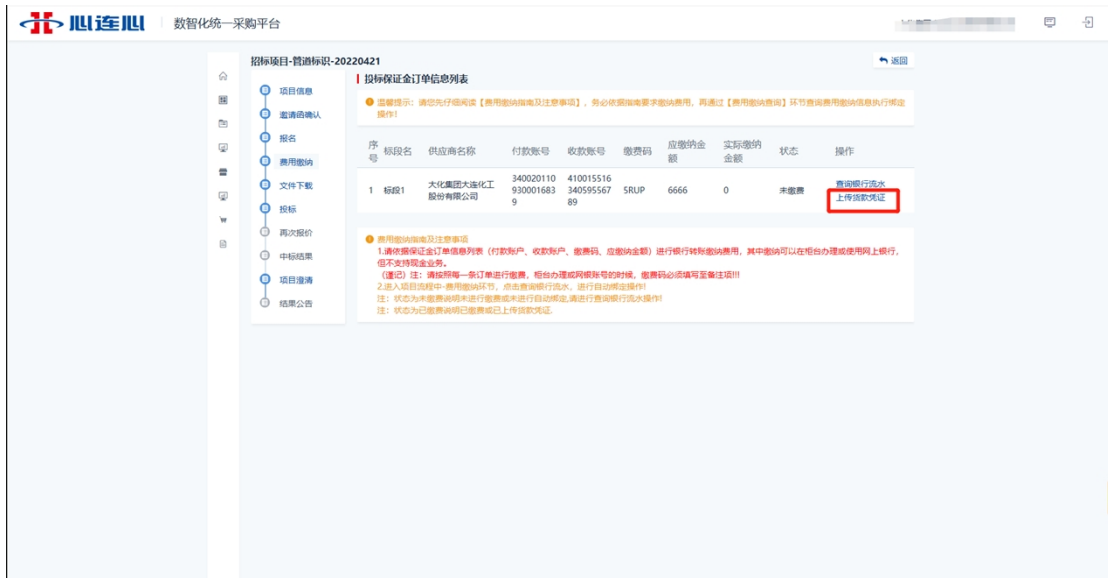 心连心 数智化统一采购平台
招标项目-管道标识-20220421
返回
项目信息
邀请函确认
报名
费用缴纳
文件下载
投标
再次报价
中标结果
项目澄清
结果公告
投标保证金订单信息列表
温馨提示：请您先仔细阅读【费用缴纳指南及注意事项】，务必依据指南要求缴纳费用，再通过【费用缴纳查询】环节查询费用缴纳信息执行绑定
操作！
序号 标段名 供应商名称 付款账号 收款账号 缴费码 应缴纳金额 实际缴纳金额 状态 操作
1 标段1 大化集团大连化工股份有限公司 3400201109300016839 41001551634059556789 5RUP 6666 0 未缴费 查询银行流水
上传货款凭证
费用缴纳指南及注意事项
1.请依据保证金订单信息列表（付款账户、收款账户、缴费码、应缴纳金额）进行银行转账缴纳费用，其中缴纳可以在柜台办理或使用网上银行，
但不支持现金业务。
（谨记）注：请按照每一条订单进行缴费，柜台办理或网银账号的时候，缴费码必须填写至备注项!!!
2.进入项目流程中-费用缴纳环节，点击查询银行流水，进行自动绑定操作!
注：状态为未缴费说明未进行缴费或未进行自动绑定,请进行查询银行流水操作!
注：状态为已缴费说明已缴费或已上传货款凭证.